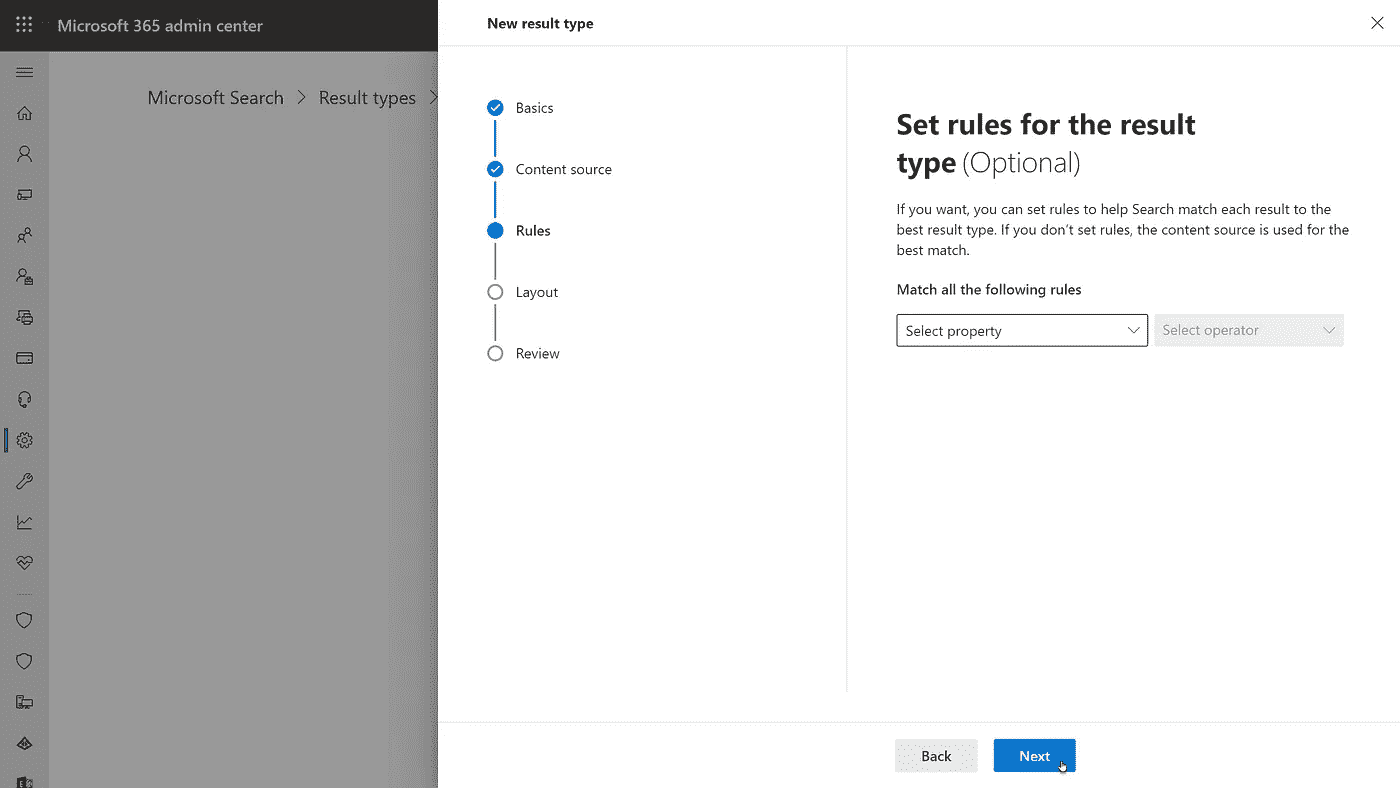 Microsoft 365 admin center
New result type
Microsoft Search
Result types
Basics
Content source
Rules
Layout
Review
Set rules for the result
type (Optional)
If you want, you can set rules to help Search match each result to the
best result type. If you don't set rules, the content source is used for the
best match.
Match all the following rules
Select property
Select operator
Back
Next